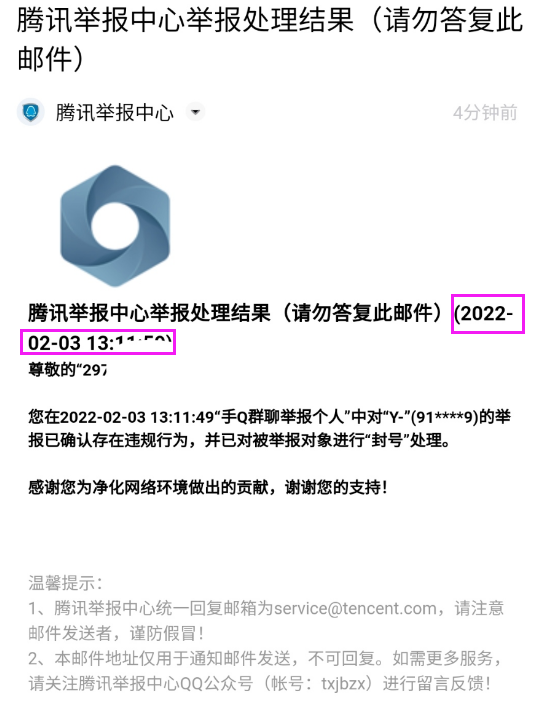 腾讯举报中心举报处理结果（请勿答复此
邮件）
腾讯举报中心
4分钟前
腾讯举报中心举报处理结果（请勿答复此邮件）(2022-
02-03 13:11:50)
尊敬的“297
您在2022-02-03 13:11:49“手Q群聊举报个人”中对“Y-”(91****9)的举
报已确认存在违规行为，并已对被举报对象进行“封号”处理。
感谢您为净化网络环境做出的贡献，谢谢您的支持！
温馨提示：
1、腾讯举报中心统一回复邮箱为service@tencent.com，请注意
邮件发送者，谨防假冒！
2、本邮件地址仅用于通知邮件发送，不可回复。如需更多服务，
请关注腾讯举报中心QQ公众号（帐号：txjbzx）进行留言反馈！